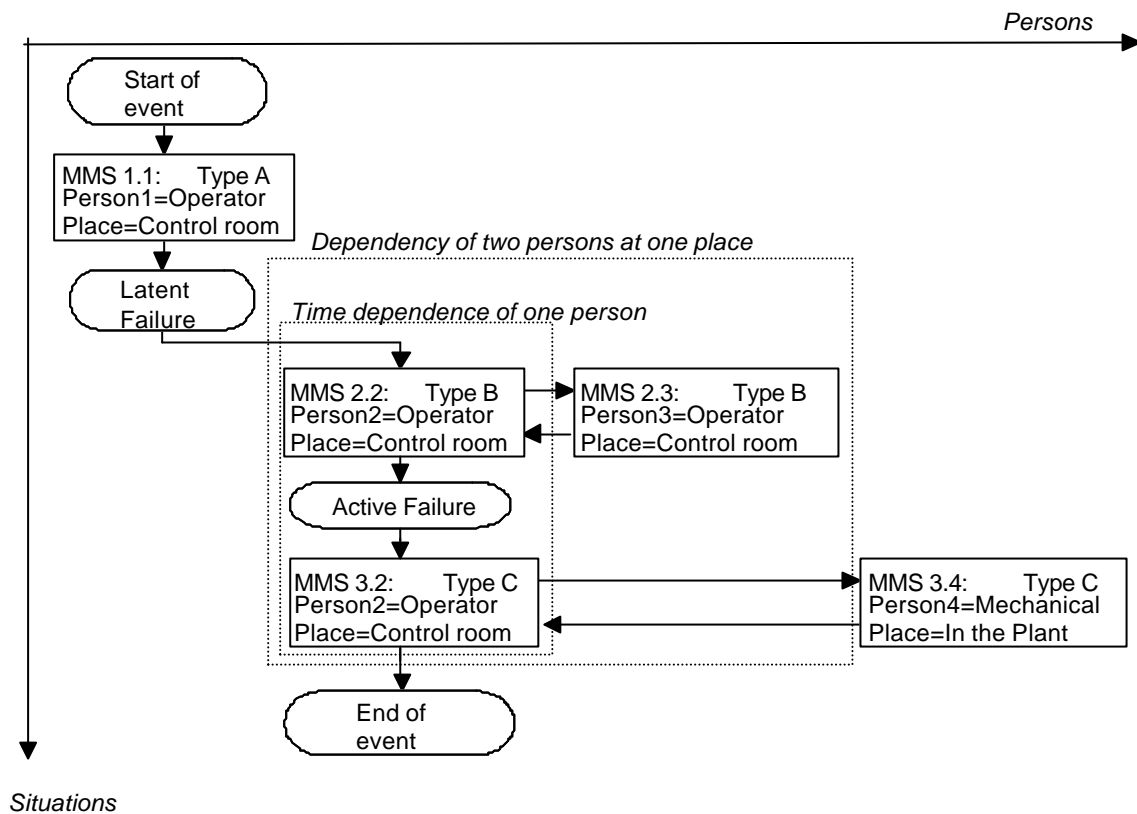 Persons
Start of
event
MMS 1.1: Type A
Person1=Operator
Place=Control room
Dependency of two persons at one place
Latent
Failure
Time dependence of one person
MMS 2.2: Type B
Person2=Operator
Place=Control room
MMS 2.3: Type B
Person3=Operator
Place=Control room
Active Failure
MMS 3.2: Type C
Person2=Operator
Place=Control room
MMS 3.4: Type C
Person4=Mechanical
Place=In the Plant
End of
event
Situations